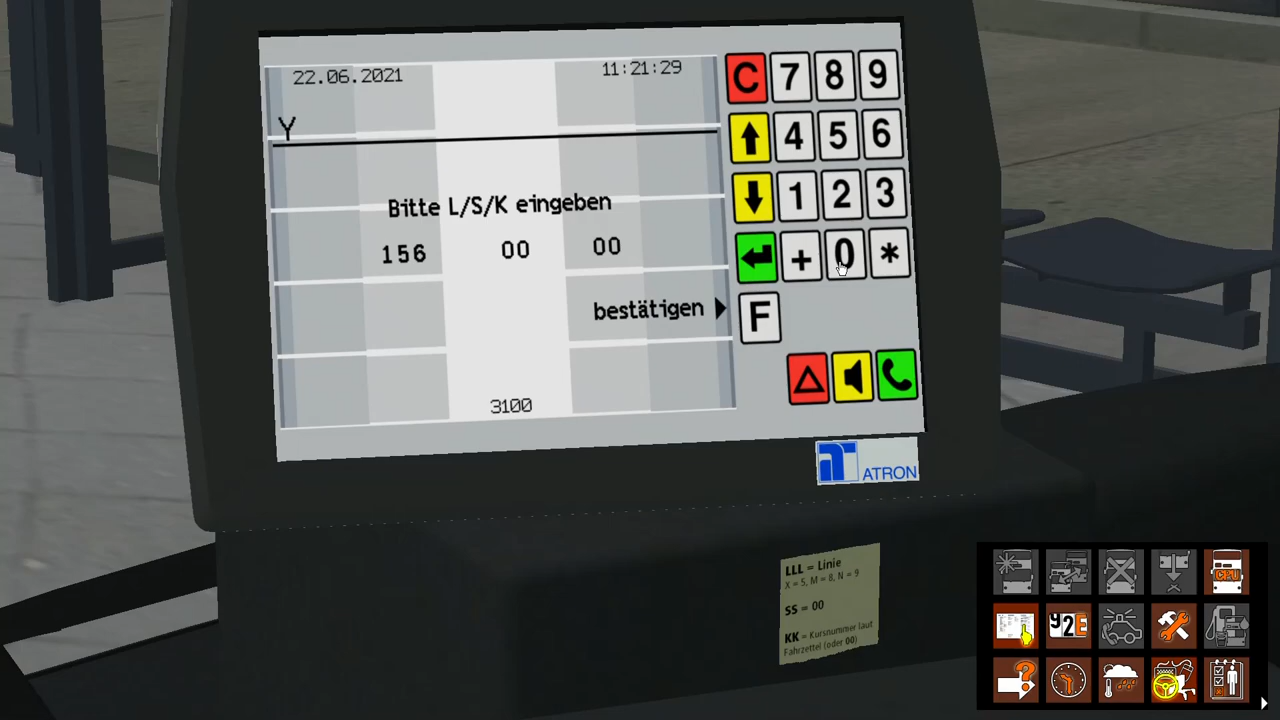 22.06.2021 11:21:29
Y
Bitte L/S/K eingeben
156 00 00
bestätigen
3100
C 7 8 9
4 5 6
1 2 3
+ 0 *
F
ATRON
LLL = Linie
X = 5, M = 8, N = 9
SS = 00
KK = Kursnummer laut
Fahrzettel (oder 00)
CPU
92E
?